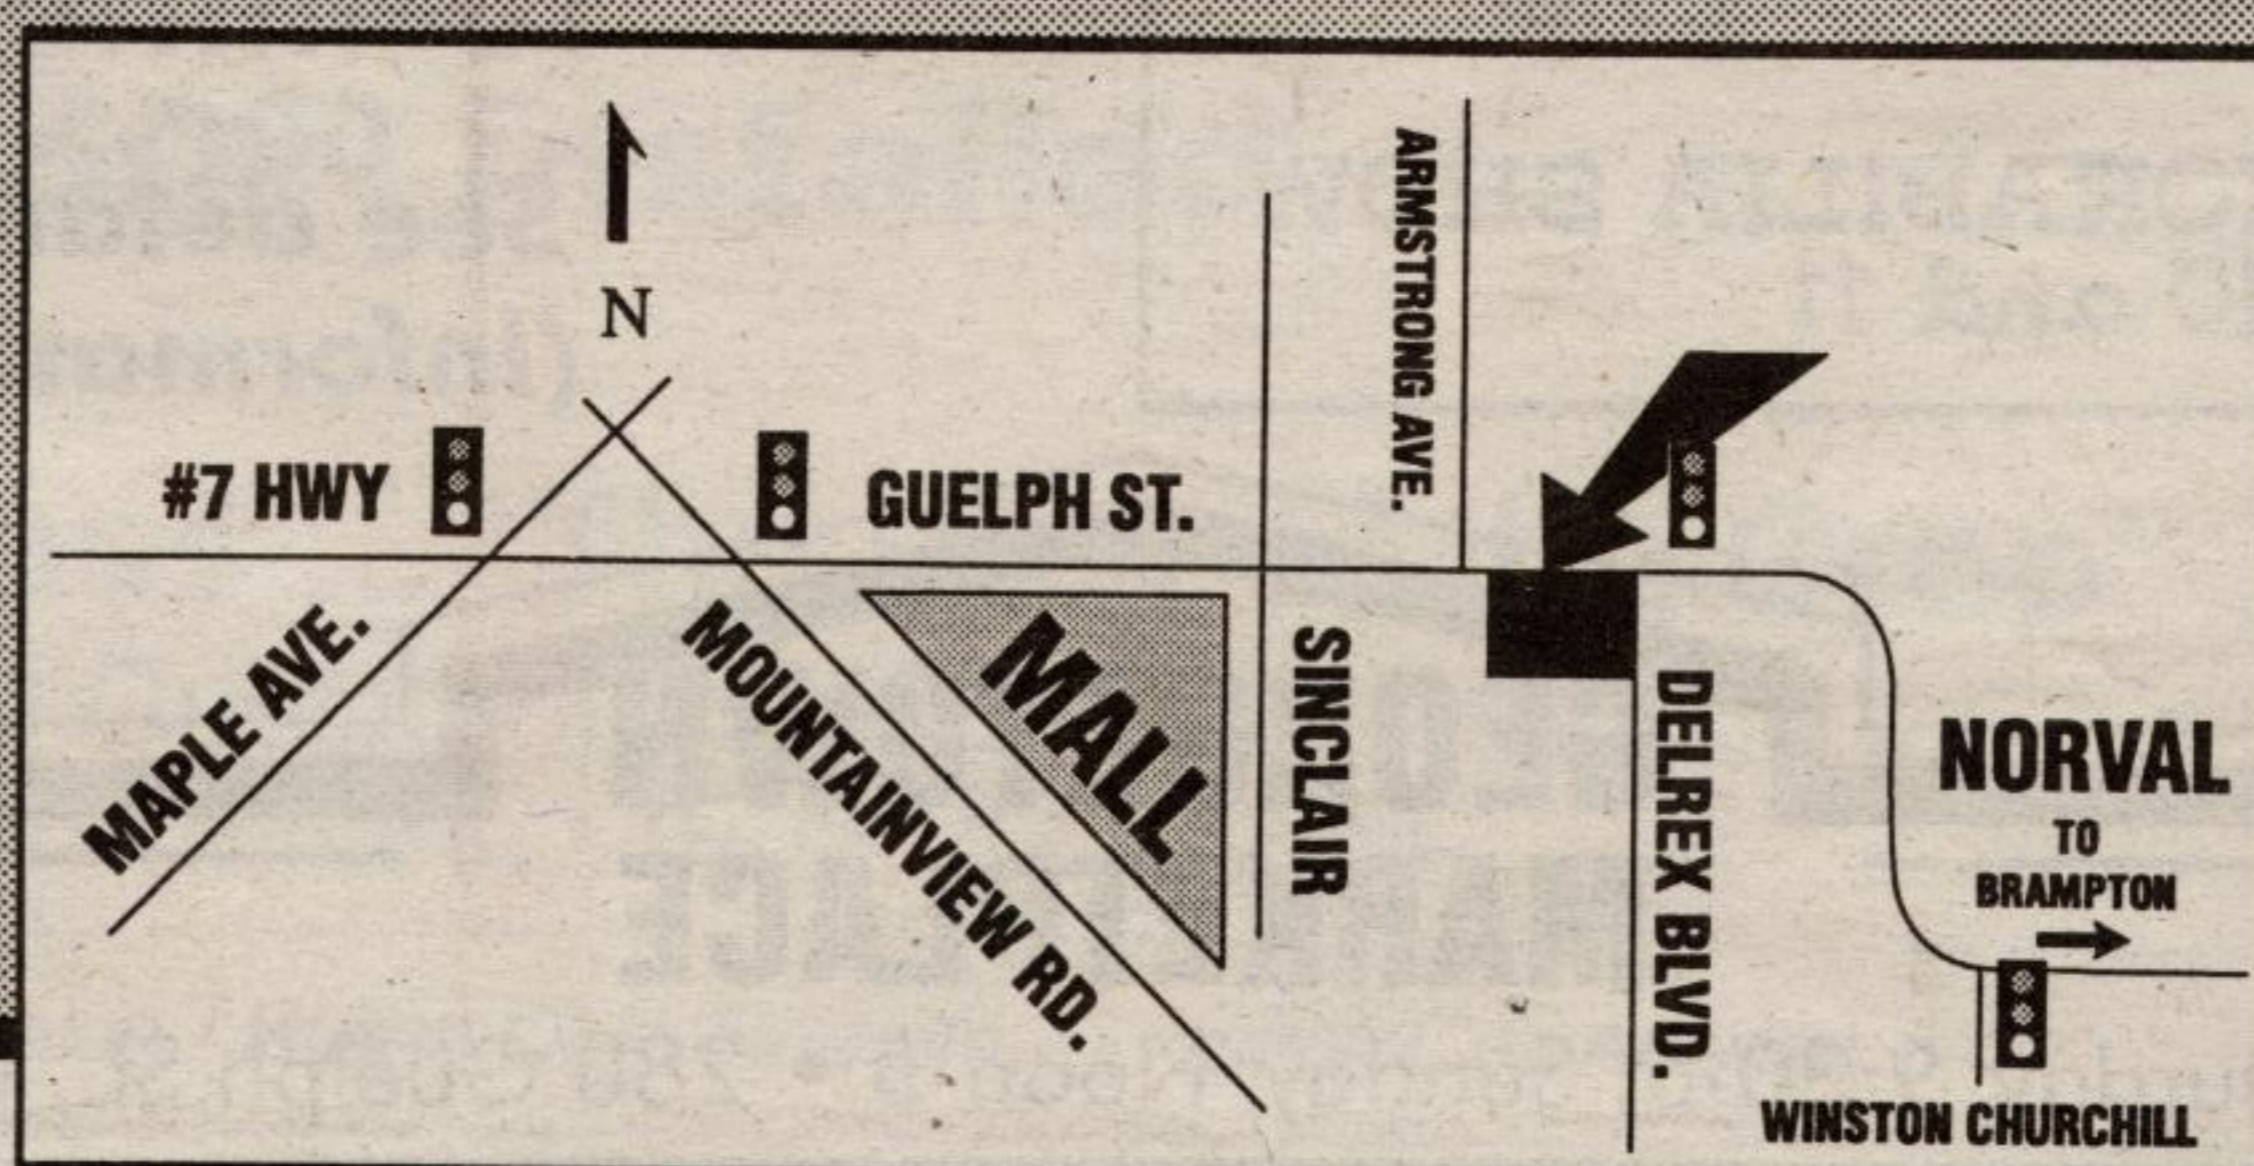 N
ARMSTRONG AVE.
#7 HWY
GUELPH ST.
MAPLE AVE.
MOUNTAINVIEW RD.
MALL
SINCLAIR
DELREX BLVD.
NORVAL
TO
BRAMPTON
WINSTON CHURCHILL